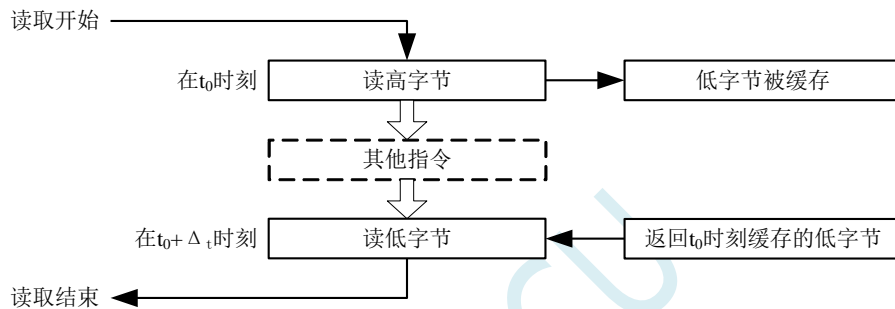 读取开始
在t₀时刻 读高字节 低字节被缓存
其他指令
在t₀+Δt时刻 读低字节 返回t₀时刻缓存的低字节
读取结束